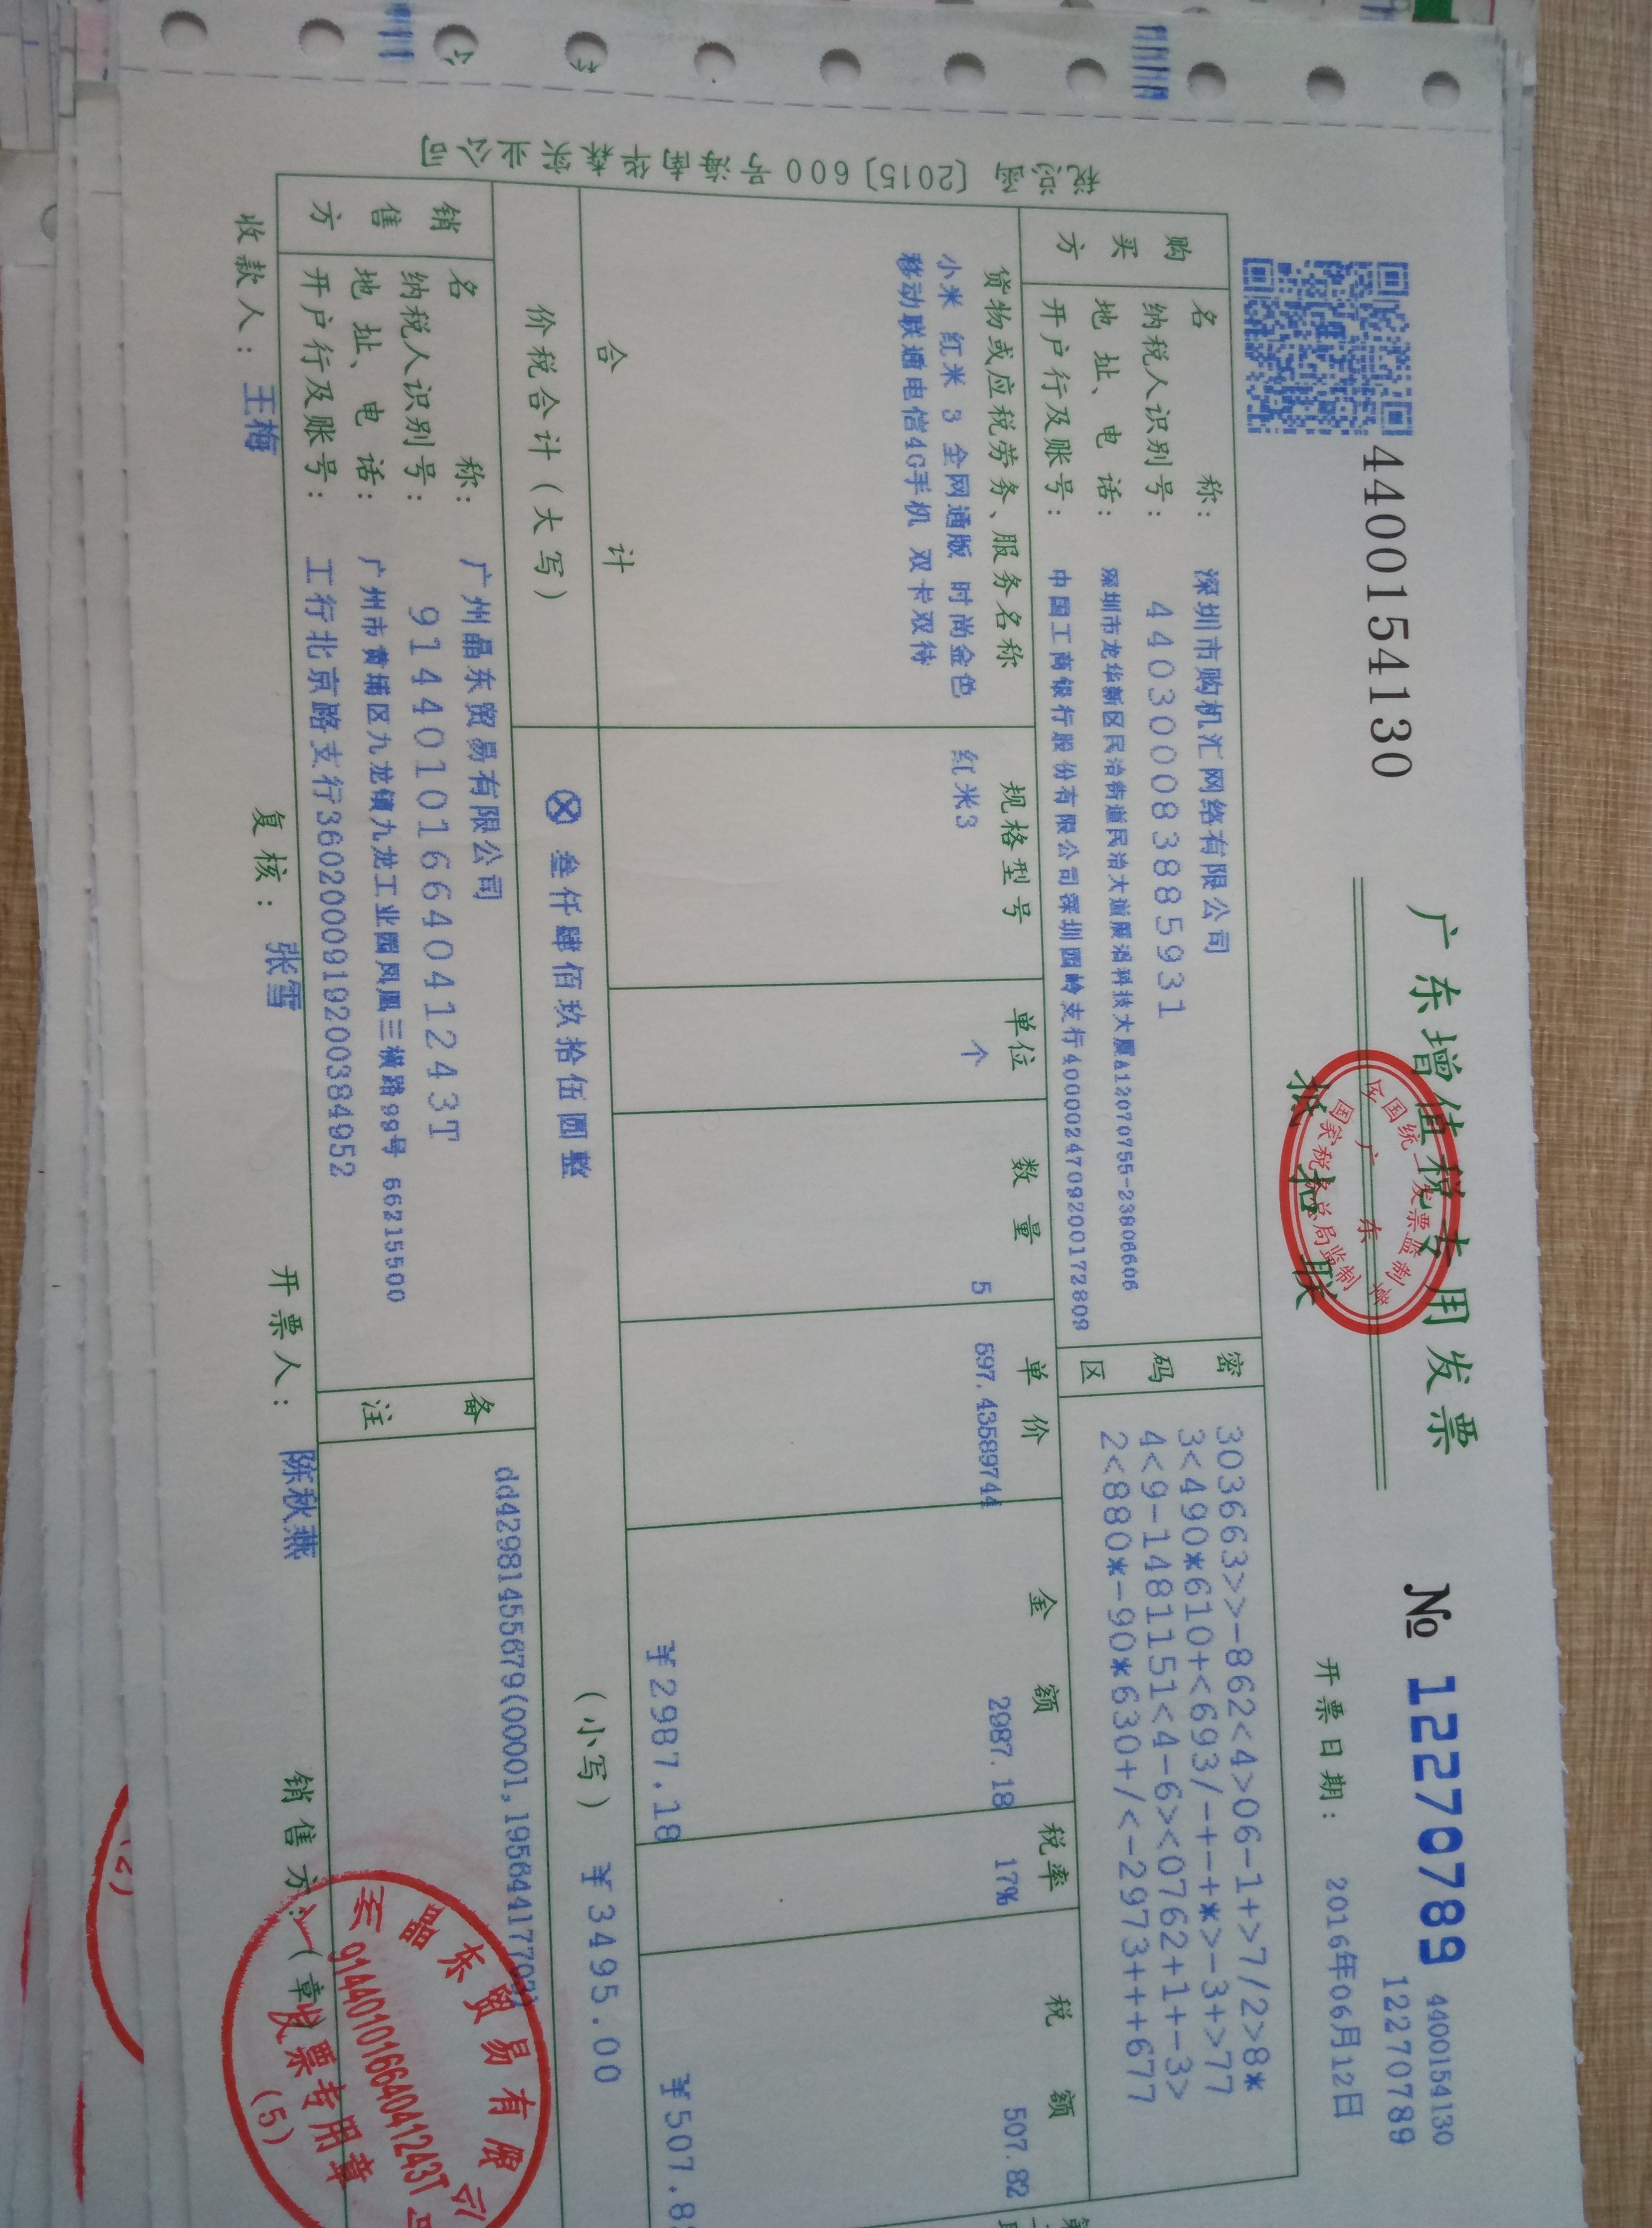 广东增值税专用发票
4400154130
№ 12270789
4400154130
12270789
全国统一发票监制章
广 东
国家税务总局监制
抵 扣 联
开票日期: 2016年06月12日
购买方
名 称: 深圳市购机汇网络有限公司
纳税人识别号: 440300083885931
地 址、电 话: 深圳市龙华新区民治街道民治大道展滔科技大厦A12070755-23806606
开户行及账号: 中国工商银行股份有限公司深圳园岭支行4000024709200172809
密码区
303663>>-862<4>06-1+>7/2>8*
3<490*610+<693/-+-+*>-3+>77
4<9-1481151<4-6><0762+1+-3>
2<880*-90*630+/<-2973+++677
货物或应税劳务、服务名称 规格型号 单位 数 量 单 价 金 额 税率 税 额
小米 红米 3 全网通版 时尚金色 红米3 个 5 597.43589744 2987.18 17% 507.82
移动联通电信4G手机 双卡双待
合 计 ¥2987.18 ¥507.8
价税合计(大写) ⊗ 叁仟肆佰玖拾伍圆整 (小写) ¥3495.00
销售方
名 称: 广州晶东贸易有限公司
纳税人识别号: 91440101664041243T
地 址、电 话: 广州市黄埔区九龙镇九龙工业园凤凰三横路99号 66215500
开户行及账号: 工行北京路支行3602000919200384952
备注
dd42981455679(00001,19564417703)
收款人: 王梅 复核: 张雪 开票人: 陈秋燕 销售方:(章)
广州晶东贸易有限公司
91440101664041243T
发票专用章
(5)
税总函〔2015〕600号海南华森实业公司
(2)